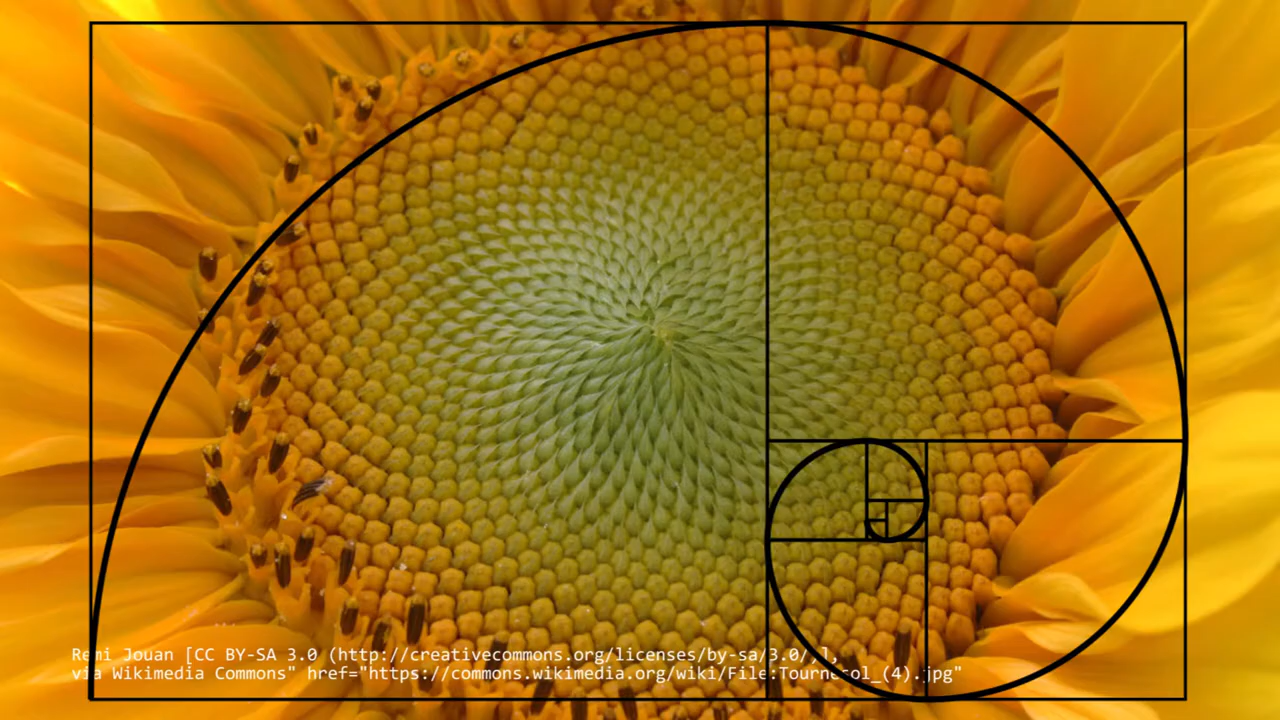 Remi Jouan [CC BY-SA 3.0 (http://creativecommons.org/licenses/by-sa/3.0/,],
via Wikimedia Commons" href="https://commons.wikimedia.org/wiki/File:Tournesol_(4).jpg"